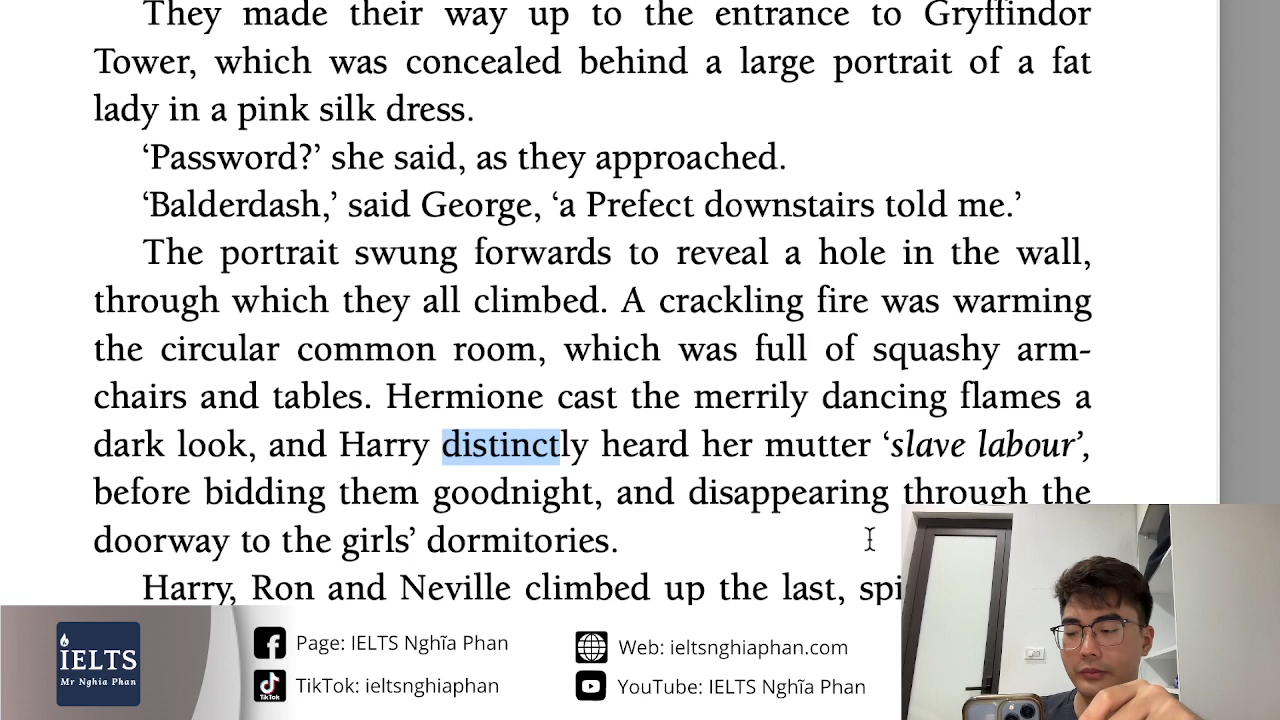 They made their way up to the entrance to Gryffindor
Tower, which was concealed behind a large portrait of a fat
lady in a pink silk dress.
‘Password?’ she said, as they approached.
‘Balderdash,’ said George, ‘a Prefect downstairs told me.’
The portrait swung forwards to reveal a hole in the wall,
through which they all climbed. A crackling fire was warming
the circular common room, which was full of squashy arm-
chairs and tables. Hermione cast the merrily dancing flames a
dark look, and Harry distinctly heard her mutter ‘slave labour’,
before bidding them goodnight, and disappearing through the
doorway to the girls’ dormitories.
Harry, Ron and Neville climbed up the last,
IELTS
Mr Nghia Phan
Page: IELTS Nghĩa Phan
TikTok
TikTok: ieltsnghiaphan
Web: ieltsnghiaphan.com
YouTube: IELTS Nghĩa Phan